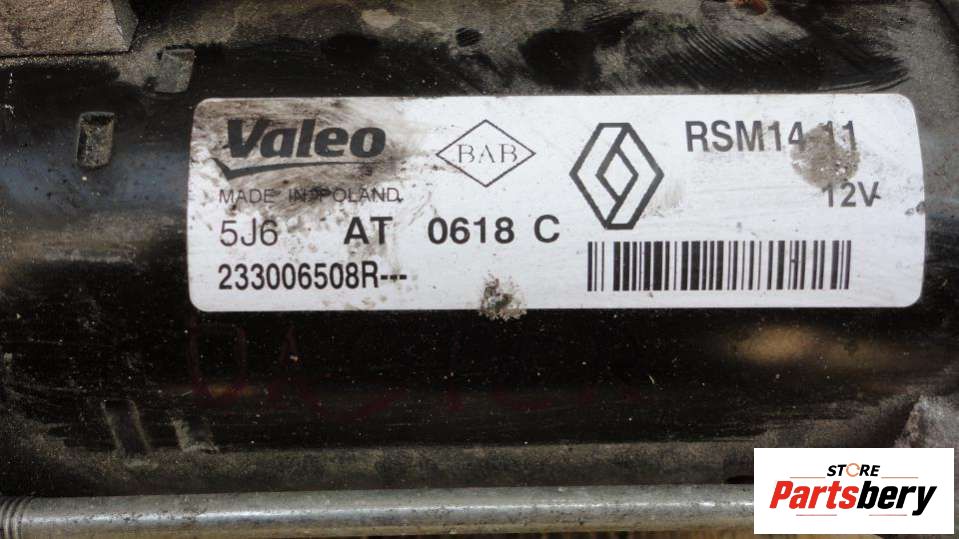 Valeo
BAB
RSM14-11
MADE IN POLAND
12V
5J6 AT 0618 C
233006508R---
STORE
Partsbery